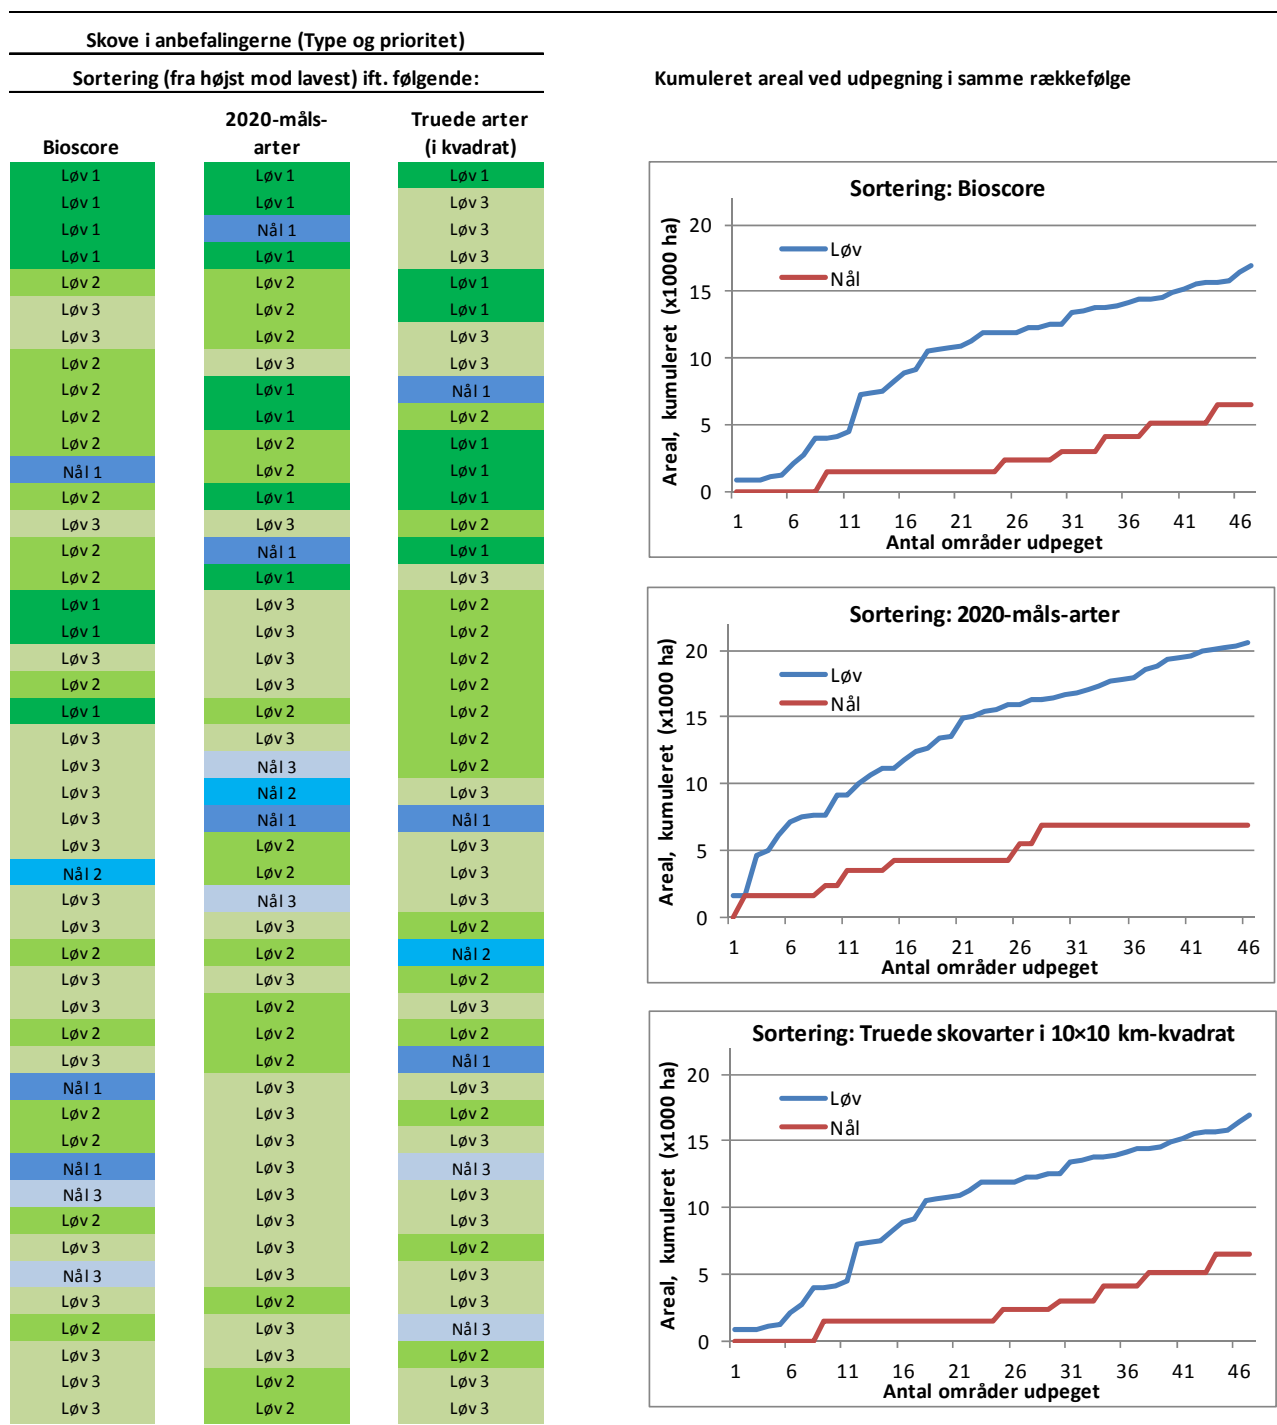 Skove i anbefalingerne (Type og prioritet)
Sortering (fra højst mod lavest) ift. følgende:
Kumuleret areal ved udpegning i samme rækkefølge
Bioscore 2020-måls-arter Truede arter (i kvadrat)
Løv 1 Løv 1 Løv 1
Løv 1 Løv 1 Løv 3
Løv 1 Nål 1 Løv 3
Løv 1 Løv 1 Løv 3
Løv 2 Løv 2 Løv 1
Løv 3 Løv 2 Løv 1
Løv 3 Løv 2 Løv 3
Løv 2 Løv 3 Løv 3
Løv 2 Løv 1 Nål 1
Løv 2 Løv 1 Løv 2
Løv 2 Løv 2 Løv 1
Nål 1 Løv 2 Løv 1
Løv 2 Løv 1 Løv 1
Løv 3 Løv 3 Løv 2
Løv 2 Nål 1 Løv 1
Løv 2 Løv 1 Løv 3
Løv 1 Løv 3 Løv 2
Løv 1 Løv 3 Løv 2
Løv 3 Løv 3 Løv 2
Løv 2 Løv 3 Løv 2
Løv 1 Løv 2 Løv 2
Løv 3 Løv 3 Løv 2
Løv 3 Nål 3 Løv 2
Løv 3 Nål 2 Løv 3
Løv 3 Nål 1 Nål 1
Løv 3 Løv 2 Løv 3
Nål 2 Løv 2 Løv 3
Løv 3 Nål 3 Løv 3
Løv 3 Løv 3 Løv 2
Løv 2 Løv 2 Nål 2
Løv 3 Løv 3 Løv 2
Løv 3 Løv 2 Løv 3
Løv 2 Løv 2 Løv 2
Løv 3 Løv 2 Nål 1
Nål 1 Løv 3 Løv 3
Løv 2 Løv 3 Løv 2
Løv 2 Løv 3 Løv 3
Nål 1 Løv 3 Nål 3
Nål 3 Løv 3 Løv 3
Løv 2 Løv 3 Løv 3
Løv 3 Løv 3 Løv 2
Nål 3 Løv 3 Løv 3
Løv 3 Løv 2 Løv 3
Løv 2 Løv 3 Nål 3
Løv 3 Løv 3 Løv 2
Løv 3 Løv 2 Løv 3
Løv 3 Løv 2 Løv 3
Sortering: Bioscore
Areal, kumuleret (x1000 ha)
20
15
10
5
0
Løv
Nål
1 6 11 16 21 26 31 36 41 46
Antal områder udpeget
Sortering: 2020-måls-arter
Areal, kumuleret (x1000 ha)
20
15
10
5
0
Løv
Nål
1 6 11 16 21 26 31 36 41 46
Antal områder udpeget
Sortering: Truede skovarter i 10×10 km-kvadrat
Areal, kumuleret (x1000 ha)
20
15
10
5
0
Løv
Nål
1 6 11 16 21 26 31 36 41 46
Antal områder udpeget